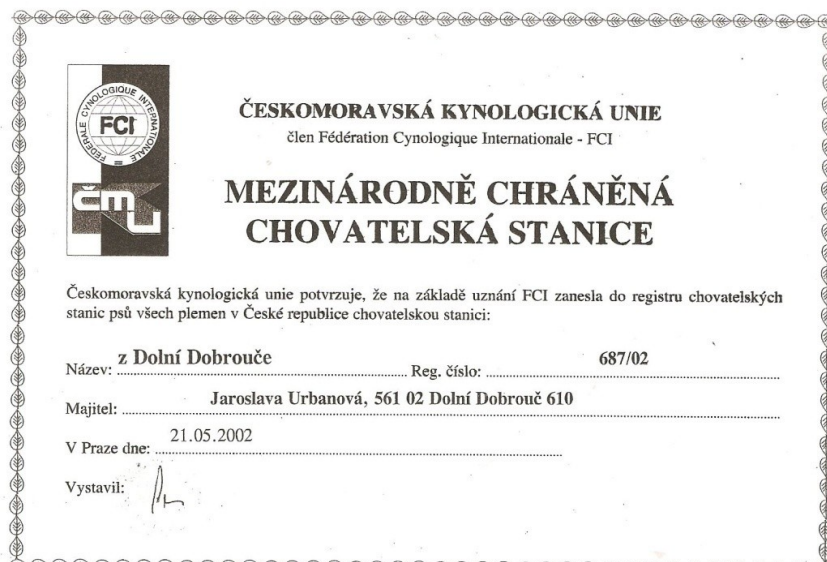 FÉDERALE CYNOLOGIQUE INTERNATIONALE
FCI
ČMKU
ČESKOMORAVSKÁ KYNOLOGICKÁ UNIE
člen Fédération Cynologique Internationale - FCI
MEZINÁRODNĚ CHRÁNĚNÁ
CHOVATELSKÁ STANICE
Českomoravská kynologická unie potvrzuje, že na základě uznání FCI zanesla do registru chovatelských
stanic psů všech plemen v České republice chovatelskou stanici:
Název: z Dolní Dobrouče Reg. číslo: 687/02
Majitel: Jaroslava Urbanová, 561 02 Dolní Dobrouč 610
V Praze dne: 21.05.2002
Vystavil: